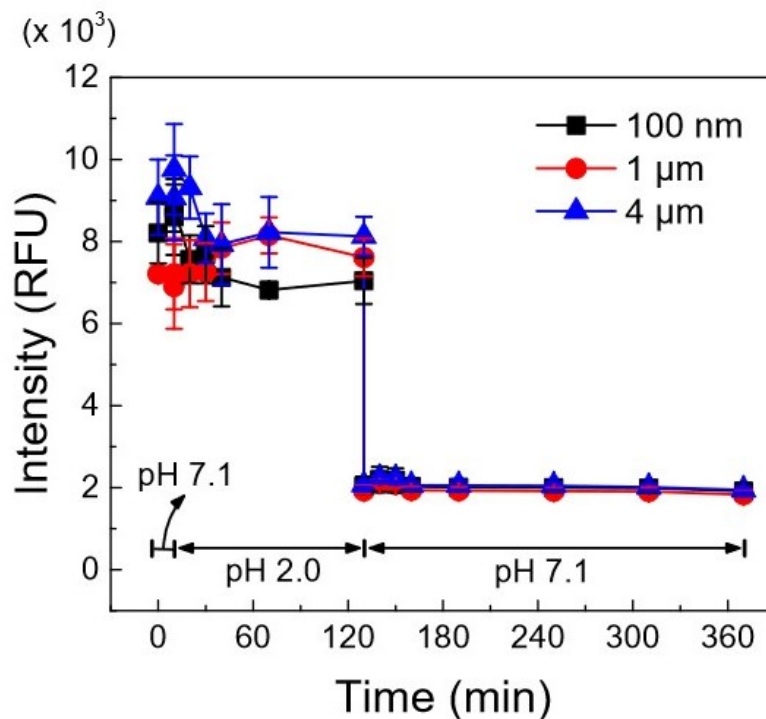 (x 10³)
12
10
8
6
4
2
0
Intensity (RFU)
100 nm
1 µm
4 µm
pH 7.1
pH 2.0
pH 7.1
0
60
120
180
240
300
360
Time (min)